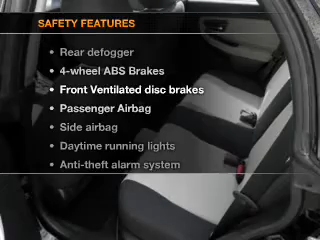 SAFETY FEATURES
• Rear defogger
• 4-wheel ABS Brakes
• Front Ventilated disc brakes
• Passenger Airbag
• Side airbag
• Daytime running lights
• Anti-theft alarm system